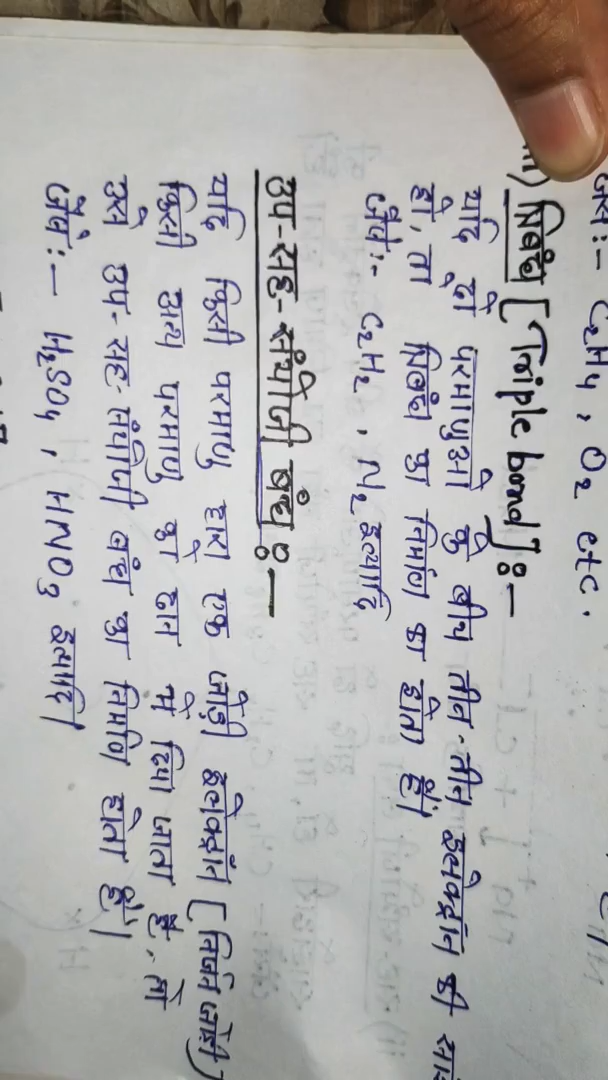 C₂H₄, O₂ etc.
त्रिबंध [Triple bond]:—
यदि दो परमाणुओ के बीच तीन-तीन इलेक्ट्रॉन की
हो, तो त्रिबंध का निर्माण का होता है।
जैसे:- C₂H₂, N₂ इत्यादि
उप-सह-संयोजी बंध:—
यदि किसी परमाणु द्वारा एक जोड़ी इलेक्ट्रॉन [निर्जन जोड़ी)
किसी अन्य परमाणु को दान में दिया जाता है, तो
उसे उप-सह-संयोजी बंध का निर्माण होता है।
जैसे:— H₂SO₄, HNO₃ इत्यादि।